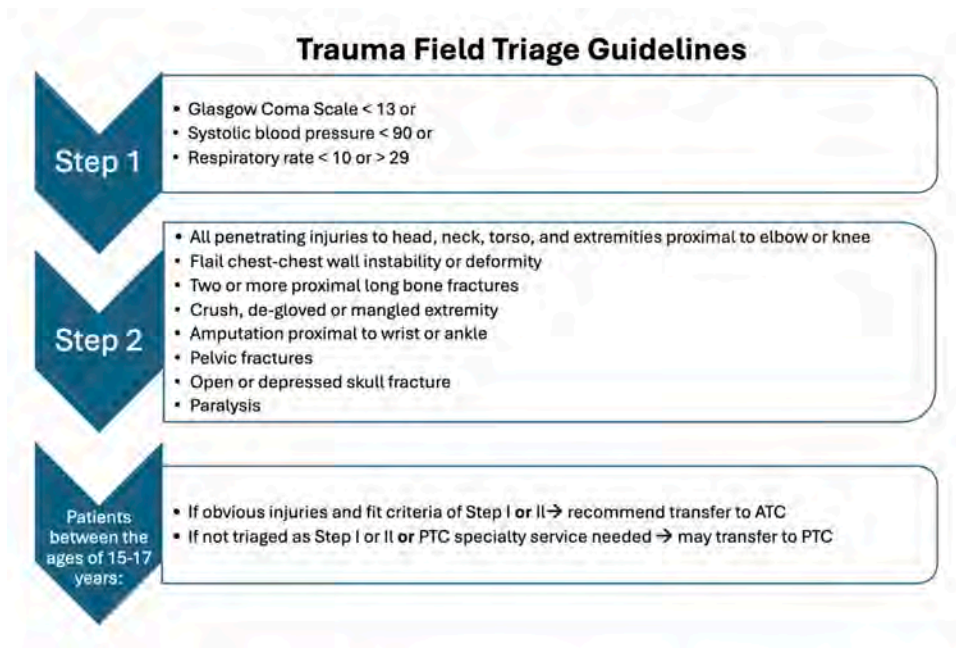 Trauma Field Triage Guidelines
Step 1
• Glasgow Coma Scale < 13 or
• Systolic blood pressure < 90 or
• Respiratory rate < 10 or > 29
Step 2
• All penetrating injuries to head, neck, torso, and extremities proximal to elbow or knee
• Flail chest-chest wall instability or deformity
• Two or more proximal long bone fractures
• Crush, de-gloved or mangled extremity
• Amputation proximal to wrist or ankle
• Pelvic fractures
• Open or depressed skull fracture
• Paralysis
Patients
between the
ages of 15-17
years:
• If obvious injuries and fit criteria of Step I or II→ recommend transfer to ATC
• If not triaged as Step I or II or PTC specialty service needed → may transfer to PTC